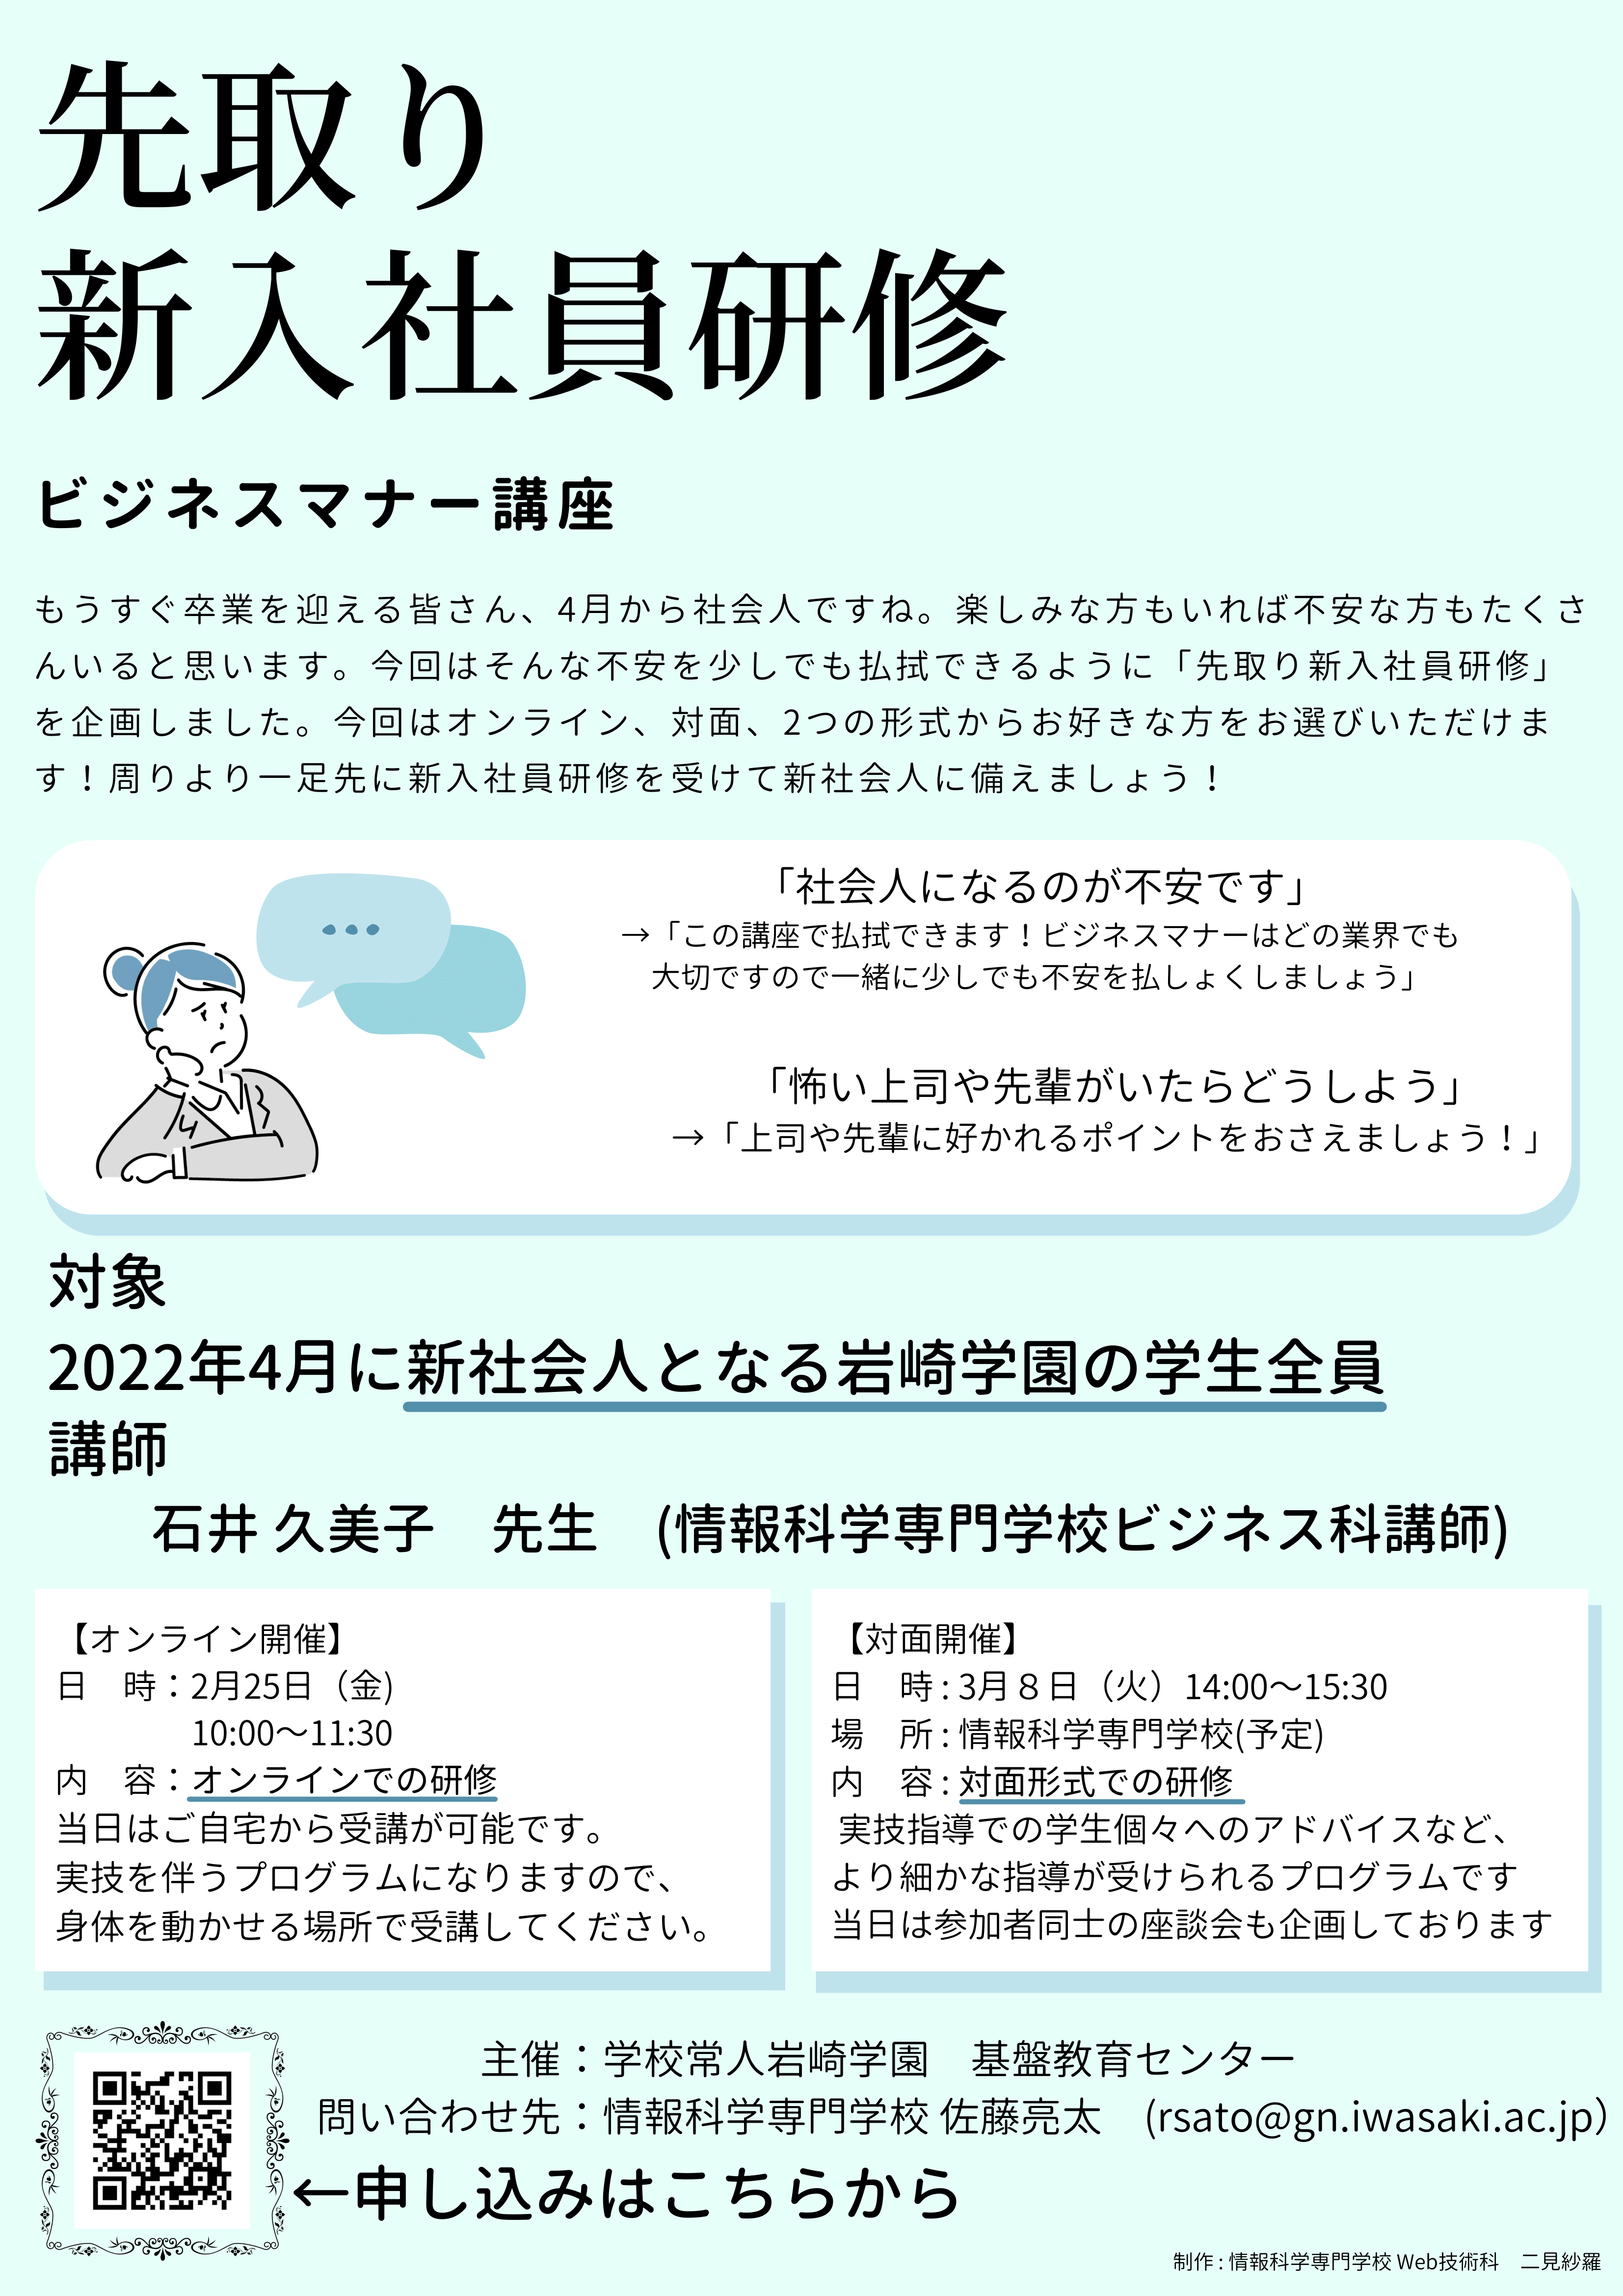 先取り
新入社員研修
ビジネスマナー講座
もうすぐ卒業を迎える皆さん、4月から社会人ですね。楽しみな方もいれば不安な方もたくさ
んいると思います。今回はそんな不安を少しでも払拭できるように「先取り新入社員研修」
を企画しました。今回はオンライン、対面、2つの形式からお好きな方をお選びいただけま
す！周りより一足先に新入社員研修を受けて新社会人に備えましょう！
「社会人になるのが不安です」
→「この講座で払拭できます！ビジネスマナーはどの業界でも
大切ですので一緒に少しでも不安を払しょくしましょう」
「怖い上司や先輩がいたらどうしよう」
→「上司や先輩に好かれるポイントをおさえましょう！」
対象
2022年4月に新社会人となる岩崎学園の学生全員
講師
石井 久美子　先生　(情報科学専門学校ビジネス科講師)
【オンライン開催】
日　時：2月25日（金)
10:00〜11:30
内　容：オンラインでの研修
当日はご自宅から受講が可能です。
実技を伴うプログラムになりますので、
身体を動かせる場所で受講してください。
【対面開催】
日　時 : 3月８日（火）14:00〜15:30
場　所 : 情報科学専門学校(予定)
内　容 : 対面形式での研修
実技指導での学生個々へのアドバイスなど、
より細かな指導が受けられるプログラムです
当日は参加者同士の座談会も企画しております
主催：学校常人岩崎学園　基盤教育センター
問い合わせ先：情報科学専門学校 佐藤亮太　(rsato@gn.iwasaki.ac.jp）
←申し込みはこちらから
制作 : 情報科学専門学校 Web技術科　二見紗羅